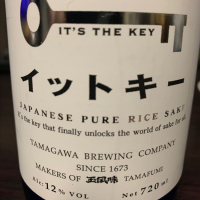 IT'S THE KEY
IT
イットキー
JAPANESE PURE RICE SAKE
It's the key that finally unlocks the world of sake for all.
TAMAGAWA BREWING COMPANY
SINCE 1673
MAKERS OF 玉風味 TAMAFUMI
Alc: 12% VOL Net 720ml